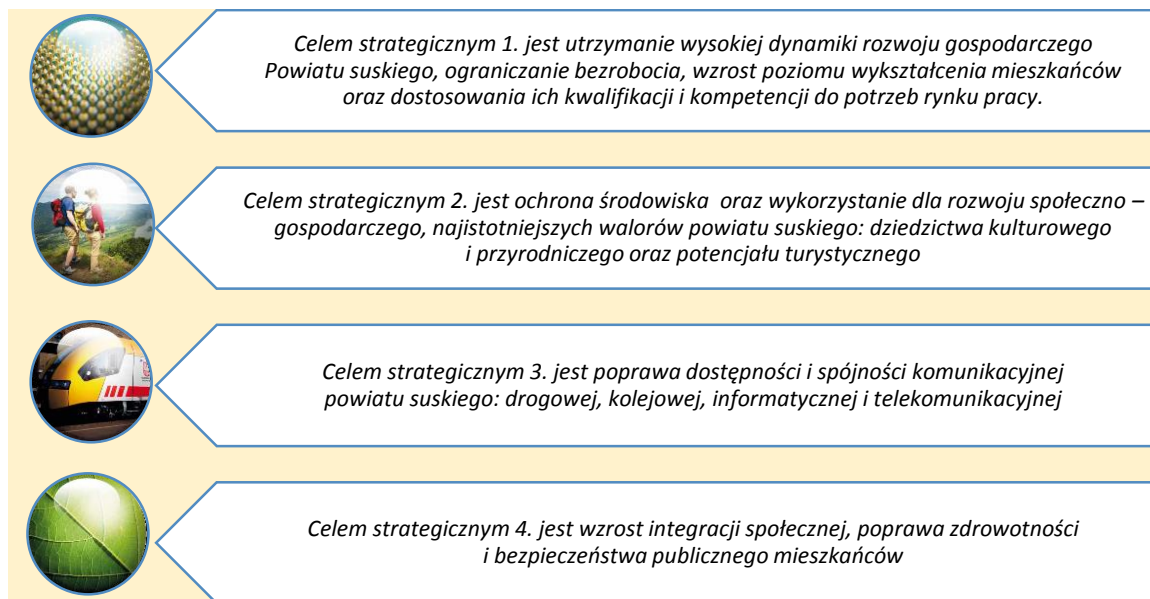 Celem strategicznym 1. jest utrzymanie wysokiej dynamiki rozwoju gospodarczego
Powiatu suskiego, ograniczanie bezrobocia, wzrost poziomu wykształcenia mieszkańców
oraz dostosowania ich kwalifikacji i kompetencji do potrzeb rynku pracy.
Celem strategicznym 2. jest ochrona środowiska oraz wykorzystanie dla rozwoju społeczno –
gospodarczego, najistotniejszych walorów powiatu suskiego: dziedzictwa kulturowego
i przyrodniczego oraz potencjału turystycznego
Celem strategicznym 3. jest poprawa dostępności i spójności komunikacyjnej
powiatu suskiego: drogowej, kolejowej, informatycznej i telekomunikacyjnej
Celem strategicznym 4. jest wzrost integracji społecznej, poprawa zdrowotności
i bezpieczeństwa publicznego mieszkańców